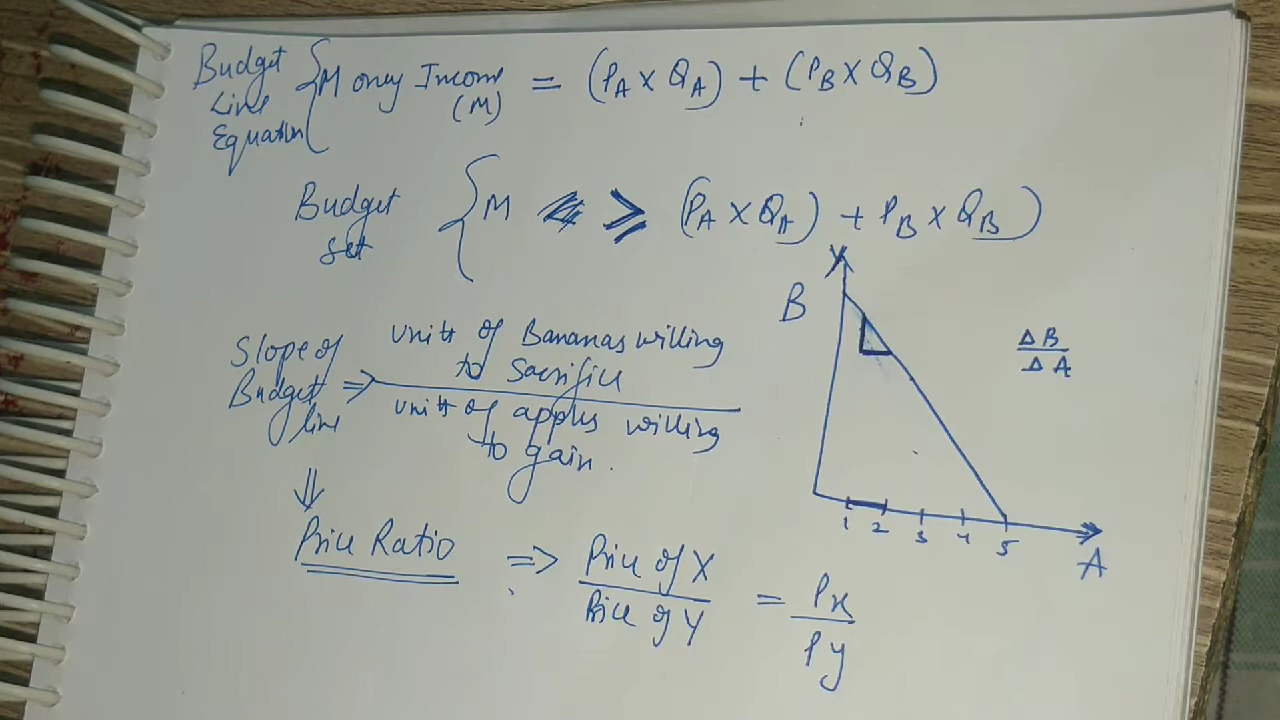 Budget Line Equation { Money Income (M) = (PA × QA) + (PB × QB)
Budget set { M ≥ (PA × QA) + PB × QB)
Slope of Budget line => units of Bananas willing to sacrifice
units of apples willing to gain.
⇓
Price Ratio => Price of X / Price of Y = Px / Py
Y
B
ΔB
ΔA
1 2 3 4 5
A